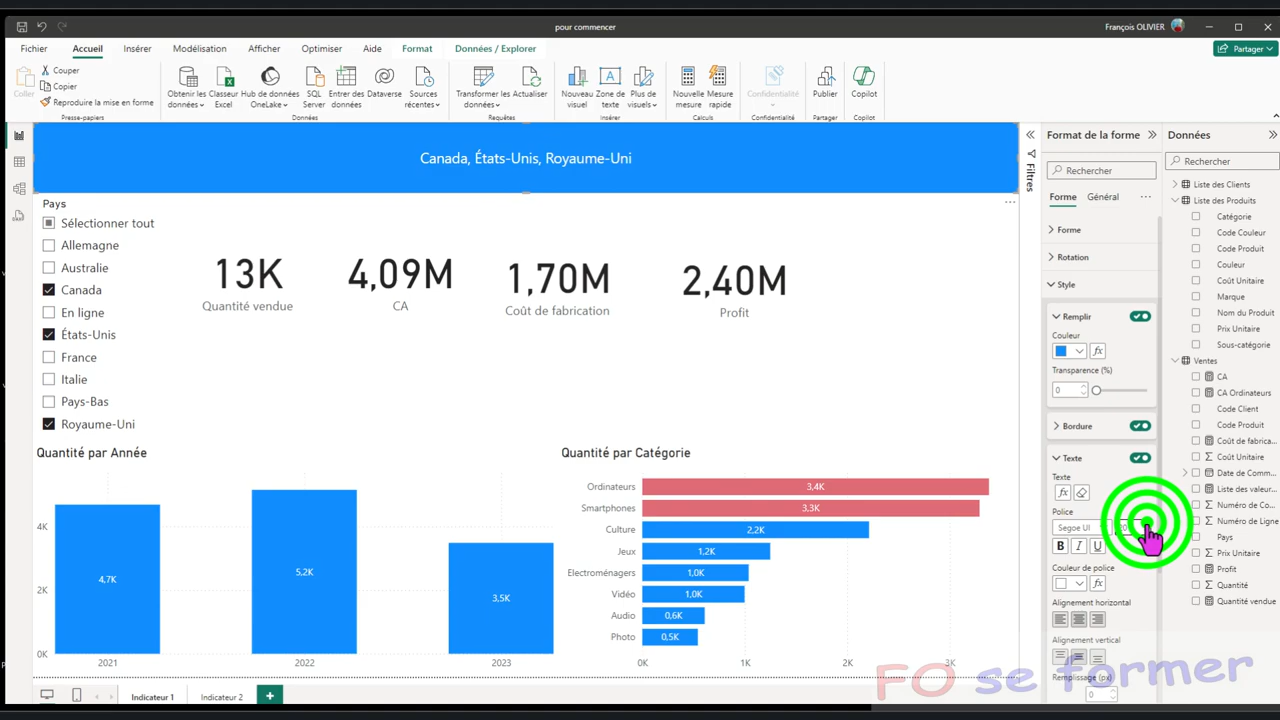 pour commencer
François OLIVIER
Fichier
Accueil
Insérer
Modélisation
Afficher
Optimiser
Aide
Format
Données / Explorer
Partager
Coller
Couper
Copier
Reproduire la mise en forme
Presse-papiers
Obtenir les données
Classeur Excel
Hub de données OneLake
SQL Server
Entrer des données
Dataverse
Sources récentes
Données
Transformer les données
Actualiser
Requêtes
Nouveau visuel
Zone de texte
Plus de visuels
Insérer
Nouvelle mesure
Mesure rapide
Calculs
Confidentialité
Confidentialité
Publier
Partager
Copilot
Copilot
Canada, États-Unis, Royaume-Uni
Pays
Sélectionner tout
Allemagne
Australie
Canada
En ligne
États-Unis
France
Italie
Pays-Bas
Royaume-Uni
13K
Quantité vendue
4,09M
CA
1,70M
Coût de fabrication
2,40M
Profit
Quantité par Année
4K
2K
0K
4,7K
5,2K
3,5K
2021
2022
2023
Quantité par Catégorie
Ordinateurs
3,4K
Smartphones
3,3K
Culture
2,2K
Jeux
1,2K
Electroménagers
1,0K
Vidéo
1,0K
Audio
0,6K
Photo
0,5K
0K
1K
2K
3K
Indicateur 1
Indicateur 2
Filtres
Format de la forme
Rechercher
Forme
Général
Forme
Rotation
Style
Remplir
Couleur
fx
Transparence (%)
0
Bordure
Texte
Texte
fx
Police
Segoe UI
B
I
U
Couleur de police
fx
Alignement horizontal
Alignement vertical
Remplissage (px)
0
Données
Rechercher
Liste des Clients
Liste des Produits
Catégorie
Code Couleur
Code Produit
Couleur
Coût Unitaire
Marque
Nom du Produit
Prix Unitaire
Sous-catégorie
Ventes
CA
CA Ordinateurs
Code Client
Code Produit
Coût de fabrica...
Coût Unitaire
Date de Comm...
Liste des valeur...
Numéro de Co...
Numéro de Ligne
Pays
Prix Unitaire
Profit
Quantité
Quantité vendue
FO se former